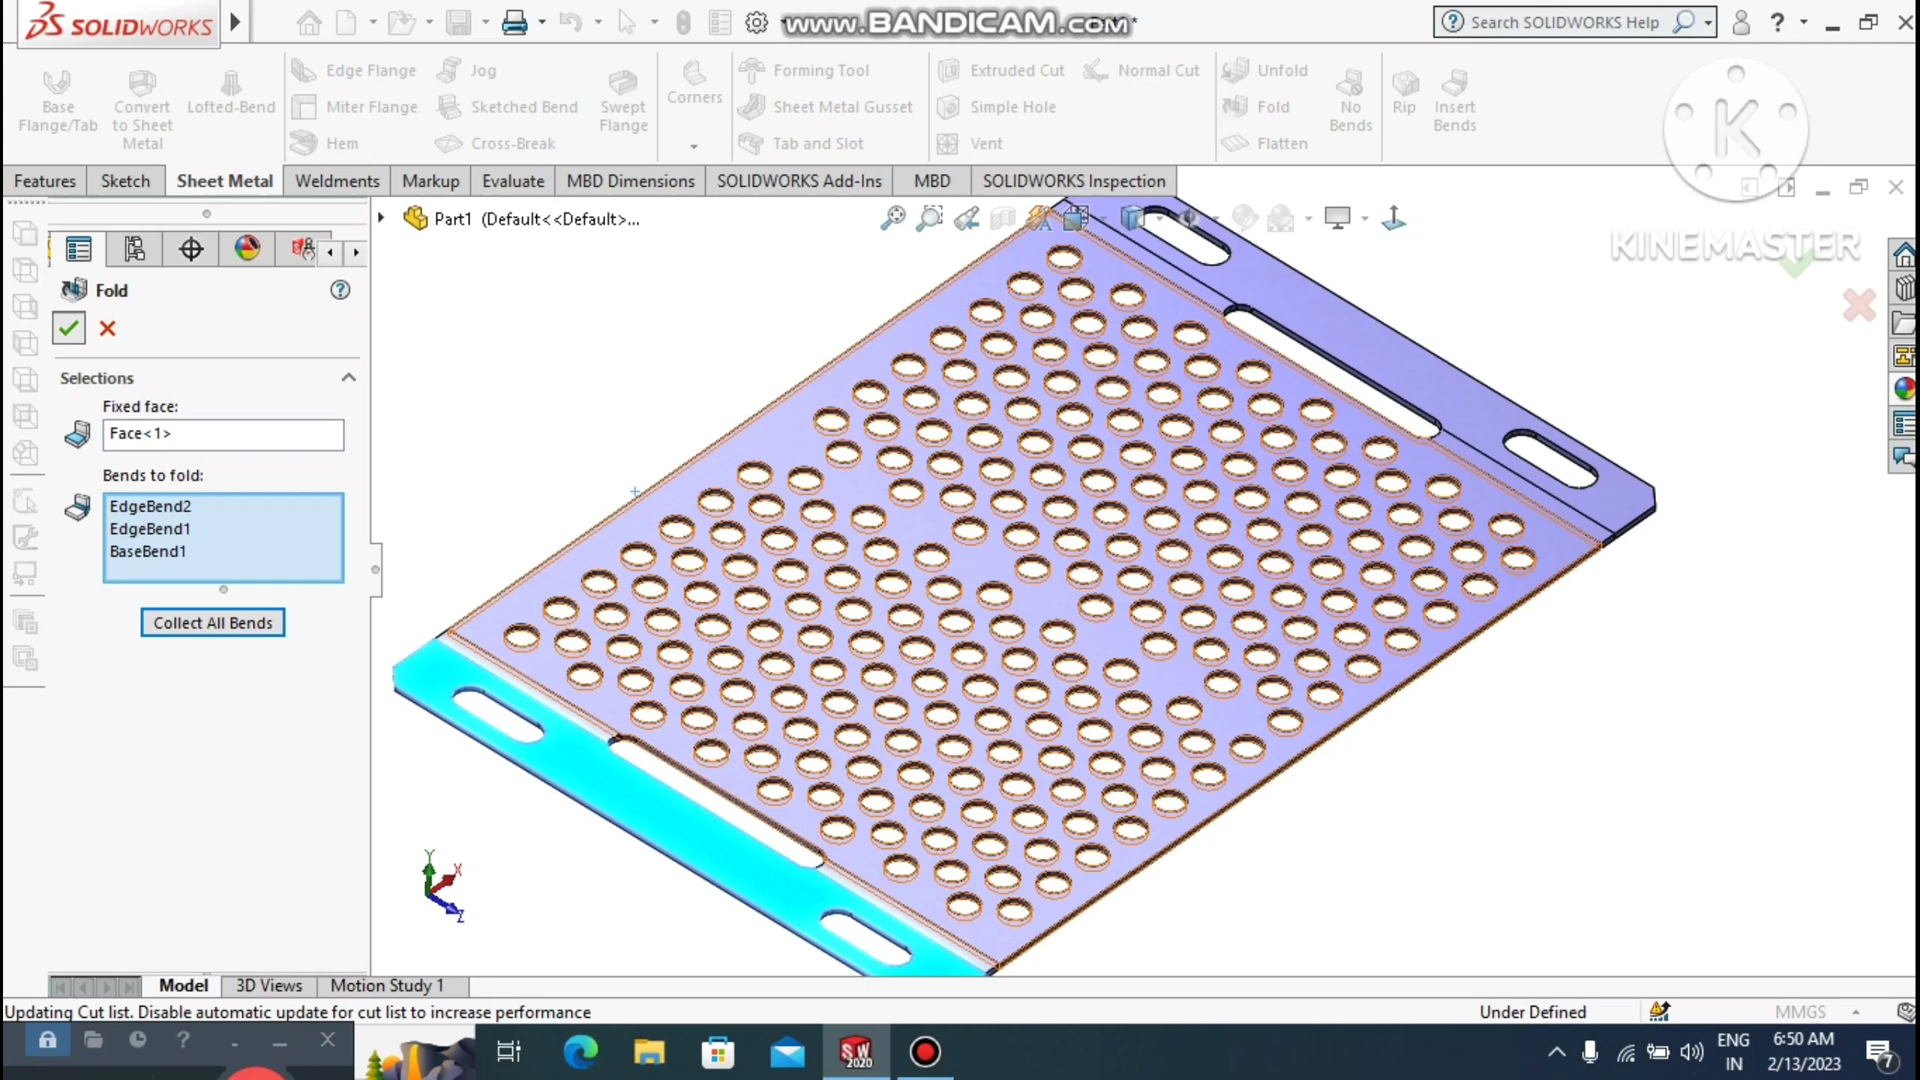 SOLIDWORKS
www.BANDICAM.com
Search SOLIDWORKS Help
?
Base Flange/Tab
Convert to Sheet Metal
Lofted-Bend
Edge Flange
Miter Flange
Hem
Jog
Sketched Bend
Cross-Break
Swept Flange
Corners
Forming Tool
Sheet Metal Gusset
Tab and Slot
Extruded Cut
Simple Hole
Vent
Normal Cut
Unfold
Fold
Flatten
No Bends
Rip
Insert Bends
K
KINEMASTER
Features
Sketch
Sheet Metal
Weldments
Markup
Evaluate
MBD Dimensions
SOLIDWORKS Add-Ins
MBD
SOLIDWORKS Inspection
Part1 (Default<<Default>...
Fold
Selections
Fixed face:
Face<1>
Bends to fold:
EdgeBend2
EdgeBend1
BaseBend1
Collect All Bends
Y
X
Z
Model
3D Views
Motion Study 1
Updating Cut list. Disable automatic update for cut list to increase performance
Under Defined
MMGS
SW
2020
ENG
IN
6:50 AM
2/13/2023
7